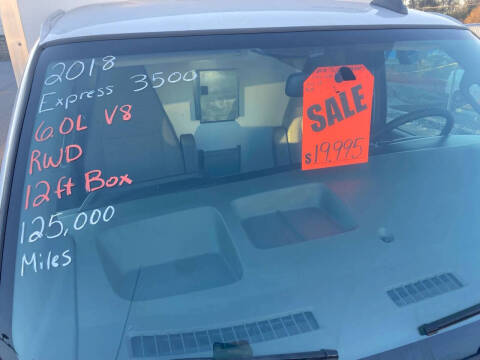 2018
Express 3500
6.0L V8
RWD
12ft Box
125,000
Miles
SALE
$19,995